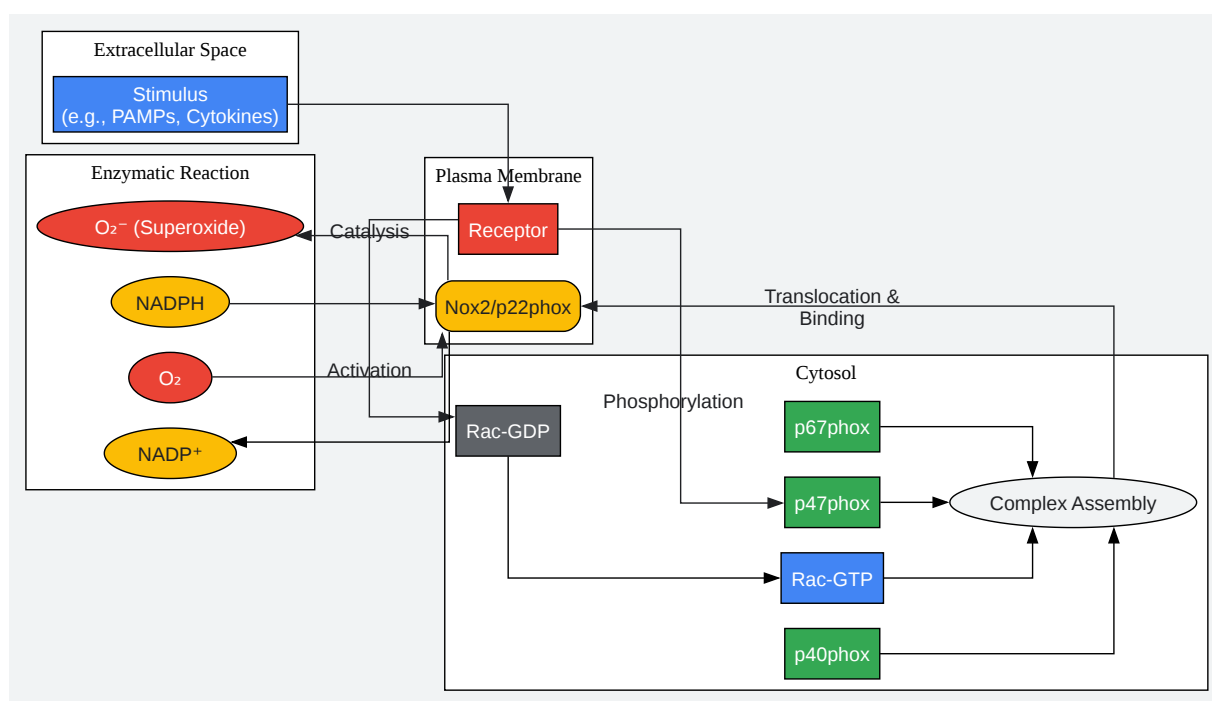 Extracellular Space
Stimulus
(e.g., PAMPs, Cytokines)
Enzymatic Reaction
O₂⁻ (Superoxide)
NADPH
O₂
NADP⁺
Plasma Membrane
Receptor
Nox2/p22phox
Catalysis
Activation
Translocation &
Binding
Phosphorylation
Cytosol
Rac-GDP
p67phox
p47phox
Rac-GTP
p40phox
Complex Assembly